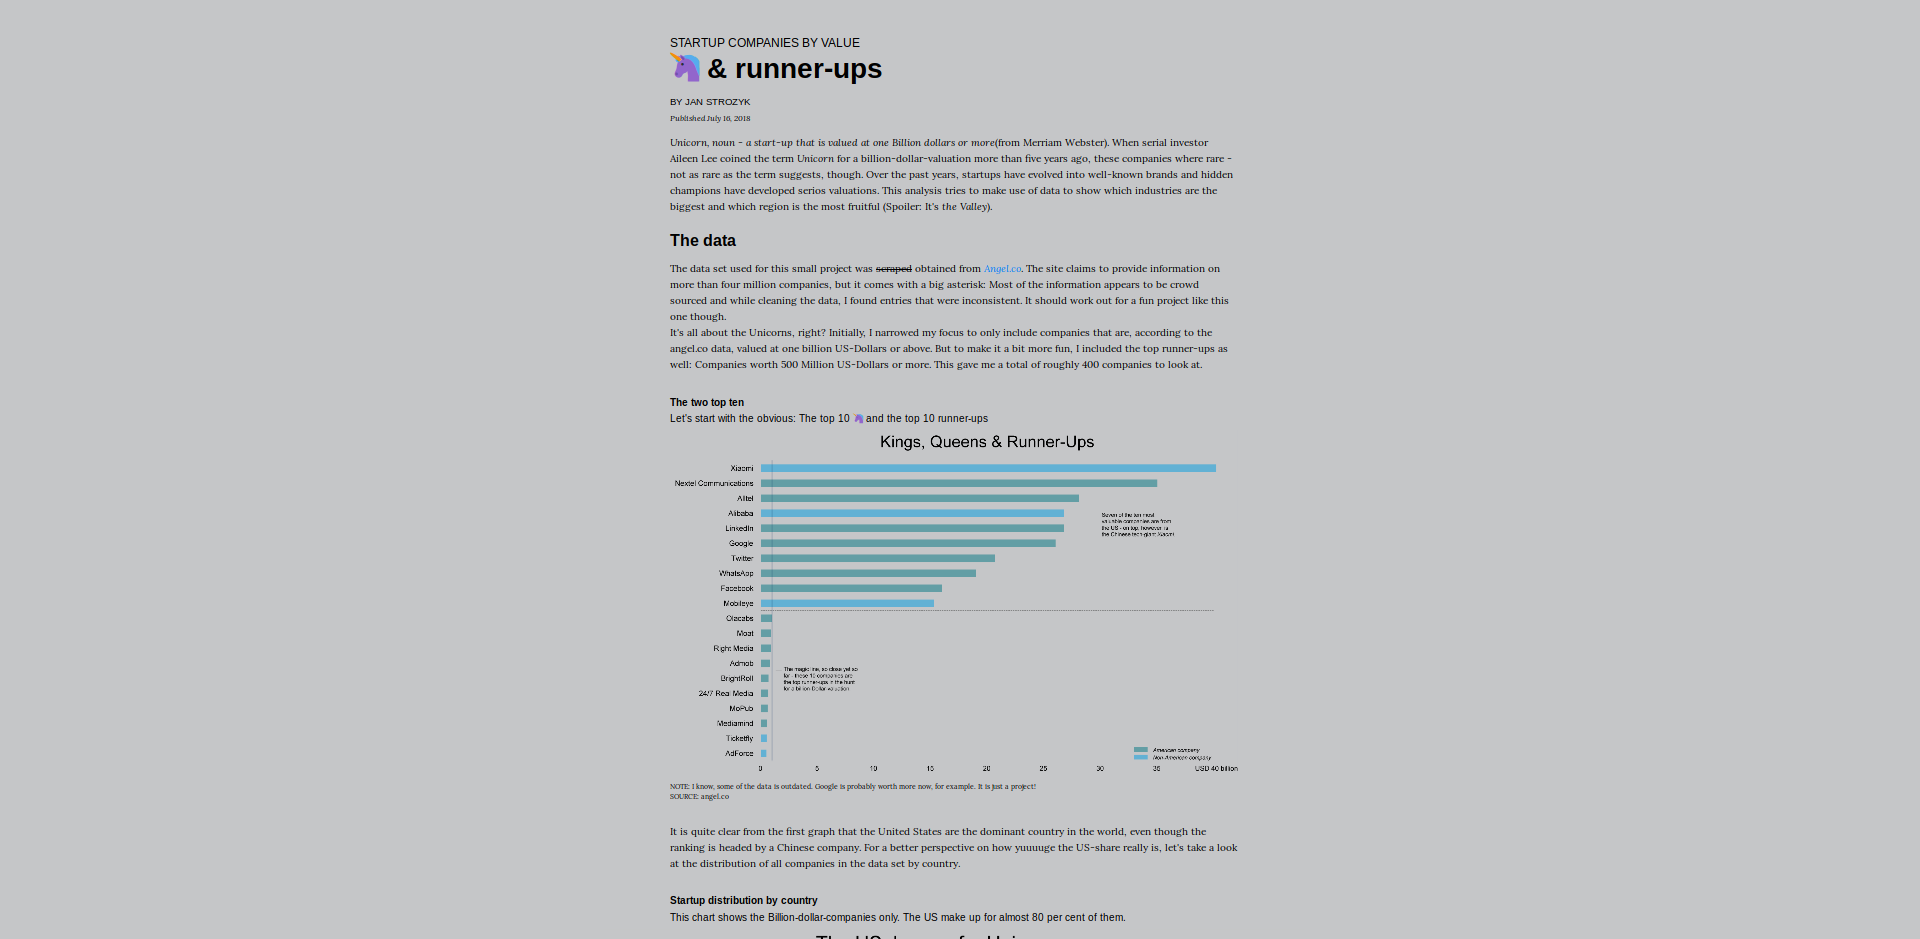 STARTUP COMPANIES BY VALUE
🦄 & runner-ups
BY JAN STROZYK
Published July 16, 2018
Unicorn, noun - a start-up that is valued at one Billion dollars or more(from Merriam Webster). When serial investor
Aileen Lee coined the term Unicorn for a billion-dollar-valuation more than five years ago, these companies where rare -
not as rare as the term suggests, though. Over the past years, startups have evolved into well-known brands and hidden
champions have developed serios valuations. This analysis tries to make use of data to show which industries are the
biggest and which region is the most fruitful (Spoiler: It's the Valley).
The data
The data set used for this small project was scraped obtained from Angel.co. The site claims to provide information on
more than four million companies, but it comes with a big asterisk: Most of the information appears to be crowd
sourced and while cleaning the data, I found entries that were inconsistent. It should work out for a fun project like this
one though.
It's all about the Unicorns, right? Initially, I narrowed my focus to only include companies that are, according to the
angel.co data, valued at one billion US-Dollars or above. But to make it a bit more fun, I included the top runner-ups as
well: Companies worth 500 Million US-Dollars or more. This gave me a total of roughly 400 companies to look at.
The two top ten
Let's start with the obvious: The top 10 🦄 and the top 10 runner-ups
Kings, Queens & Runner-Ups
Xiaomi
Nextel Communications
Alltel
Alibaba
LinkedIn
Google
Twitter
WhatsApp
Facebook
Mobileye
Olacabs
Moat
Right Media
Admob
BrightRoll
24/7 Real Media
MoPub
Mediamind
Ticketfly
AdForce
Seven of the ten most
valuable companies are from
the US - on top, however is
the Chinese tech-giant Xiaomi
The magic line, so close yet so
far - these 10 companies are
the top runner-ups in the hunt
for a billion Dollar valuation
American company
Non-American company
0 5 10 15 20 25 30 35 USD 40 billion
NOTE: I know, some of the data is outdated. Google is probably worth more now, for example. It is just a project!
SOURCE: angel.co
It is quite clear from the first graph that the United States are the dominant country in the world, even though the
ranking is headed by a Chinese company. For a better perspective on how yuuuuge the US-share really is, let's take a look
at the distribution of all companies in the data set by country.
Startup distribution by country
This chart shows the Billion-dollar-companies only. The US make up for almost 80 per cent of them.